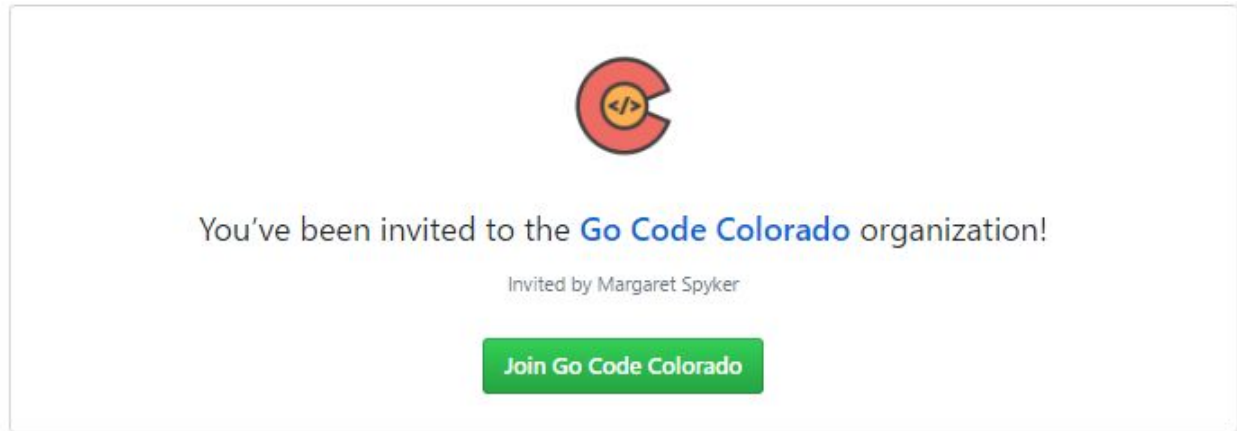 </>
You’ve been invited to the Go Code Colorado organization!
Invited by Margaret Spyker
Join Go Code Colorado